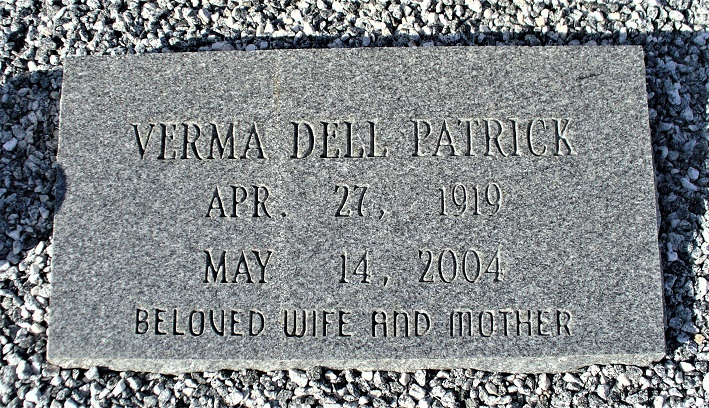 VERMA DELL PATRICK
APR. 27, 1919
MAY 14, 2004
BELOVED WIFE AND MOTHER